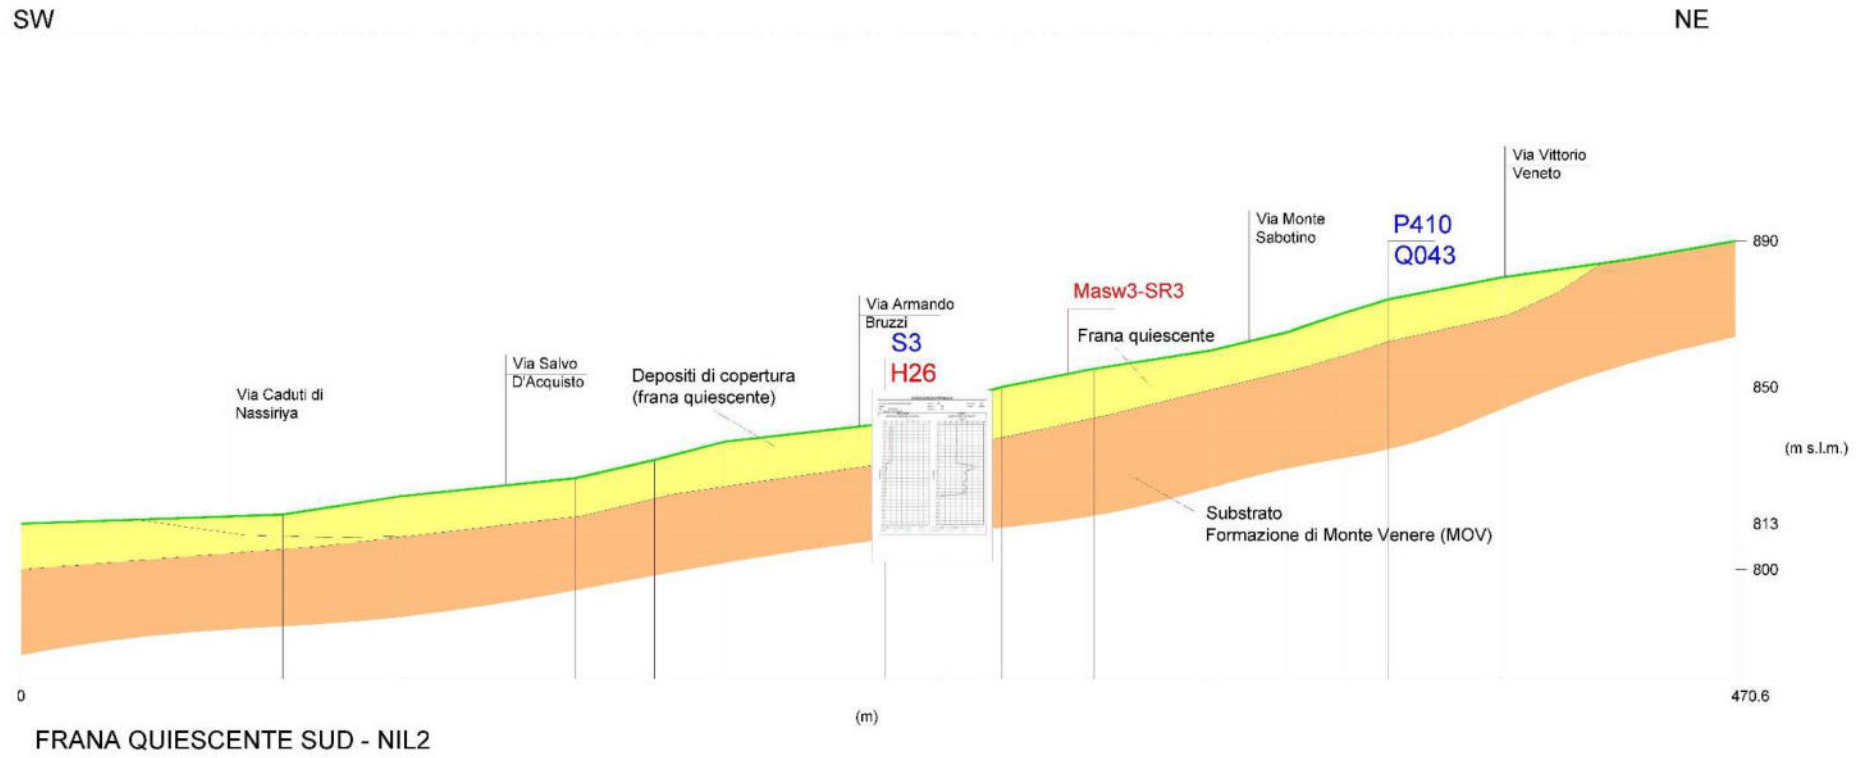 SW
NE
Via Vittorio
Veneto
Via Monte
Sabotino
P410
Q043
890
Masw3-SR3
Via Armando
Bruzzi
S3
H26
Frana quiescente
Via Salvo
D'Acquisto
Depositi di copertura
(frana quiescente)
Via Caduti di
Nassiriya
850
(m s.l.m.)
Substrato
Formazione di Monte Venere (MOV)
813
800
0
470.6
(m)
FRANA QUIESCENTE SUD - NIL2